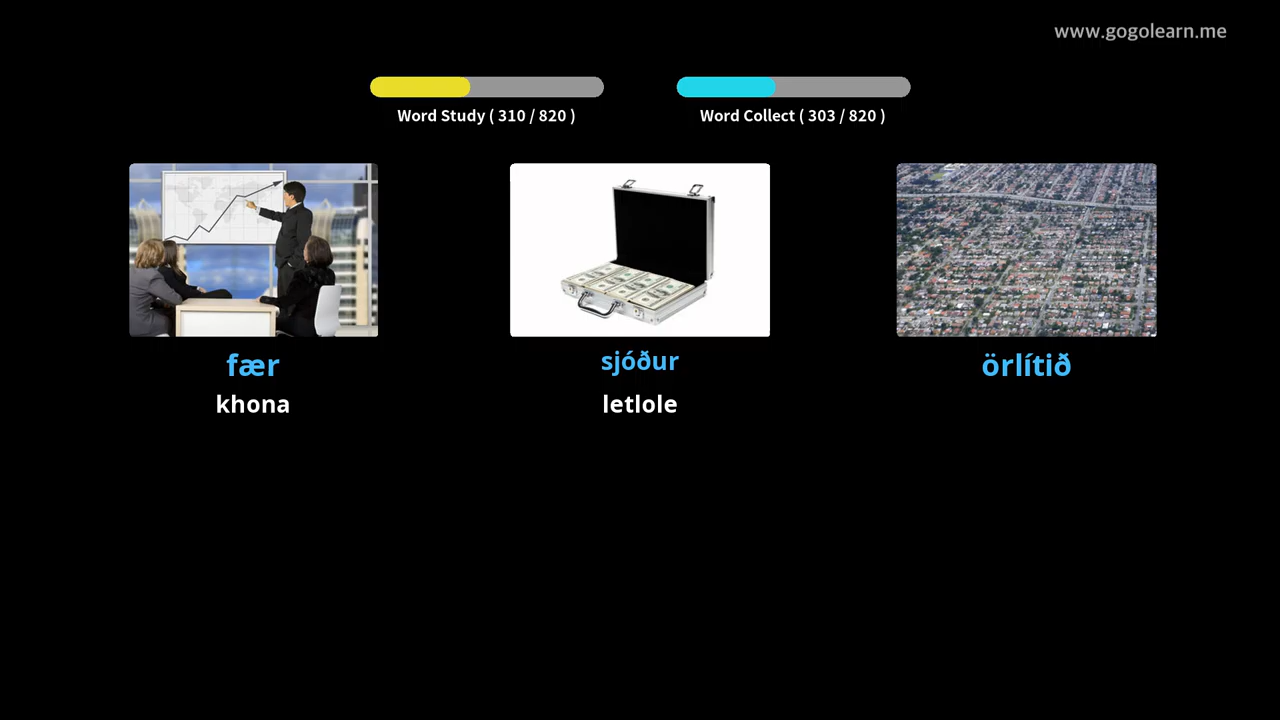 www.gogolearn.me
Word Study ( 310 / 820 )
Word Collect ( 303 / 820 )
fær
sjóður
örlítið
khona
letlole